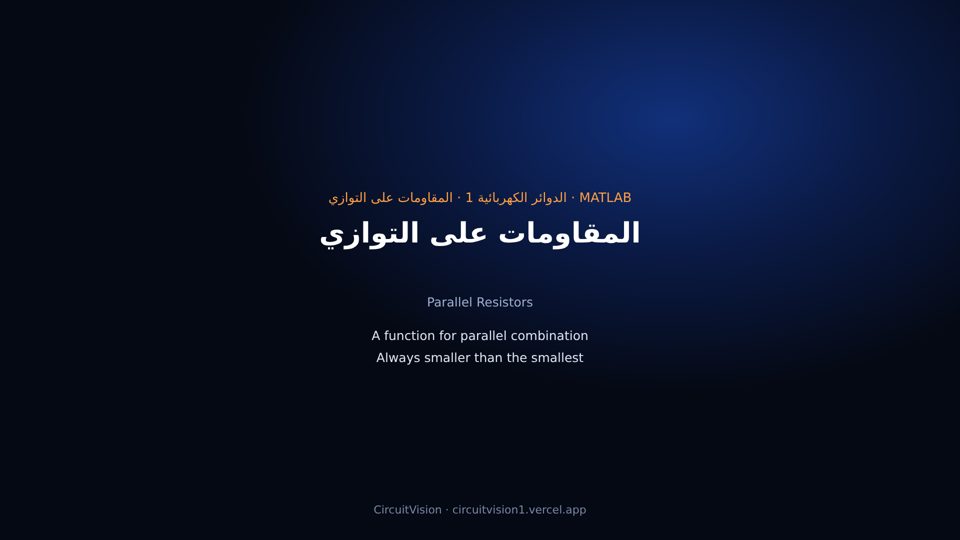 MATLAB · الدوائر الكهربائية 1 · المقاومات على التوازي
المقاومات على التوازي
Parallel Resistors
A function for parallel combination
Always smaller than the smallest
CircuitVision · circuitvision1.vercel.app